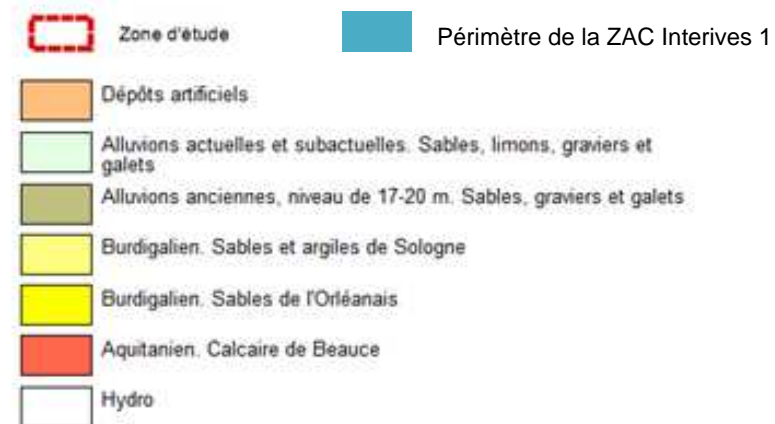 Zone d'étude
Périmètre de la ZAC Interives 1
Dépôts artificiels
Alluvions actuelles et subactuelles. Sables, limons, graviers et
galets
Alluvions anciennes, niveau de 17-20 m. Sables, graviers et galets
Burdigalien. Sables et argiles de Sologne
Burdigalien. Sables de l'Orléanais
Aquitanien. Calcaire de Beauce
Hydro